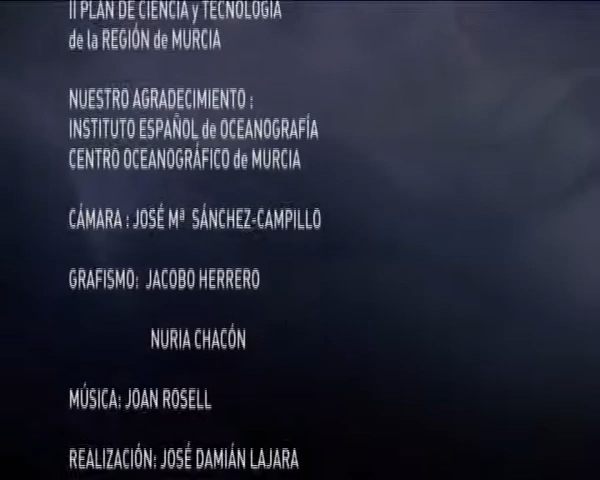 II PLAN DE CIENCIA y TECNOLOGÍA
de la REGIÓN de MURCIA
NUESTRO AGRADECIMIENTO :
INSTITUTO ESPAÑOL de OCEANOGRAFÍA
CENTRO OCEANOGRÁFICO de MURCIA
CÁMARA : JOSÉ Mª SÁNCHEZ-CAMPILLO
GRAFISMO: JACOBO HERRERO
NURIA CHACÓN
MÚSICA: JOAN ROSELL
REALIZACIÓN: JOSÉ DAMIÁN LAJARA